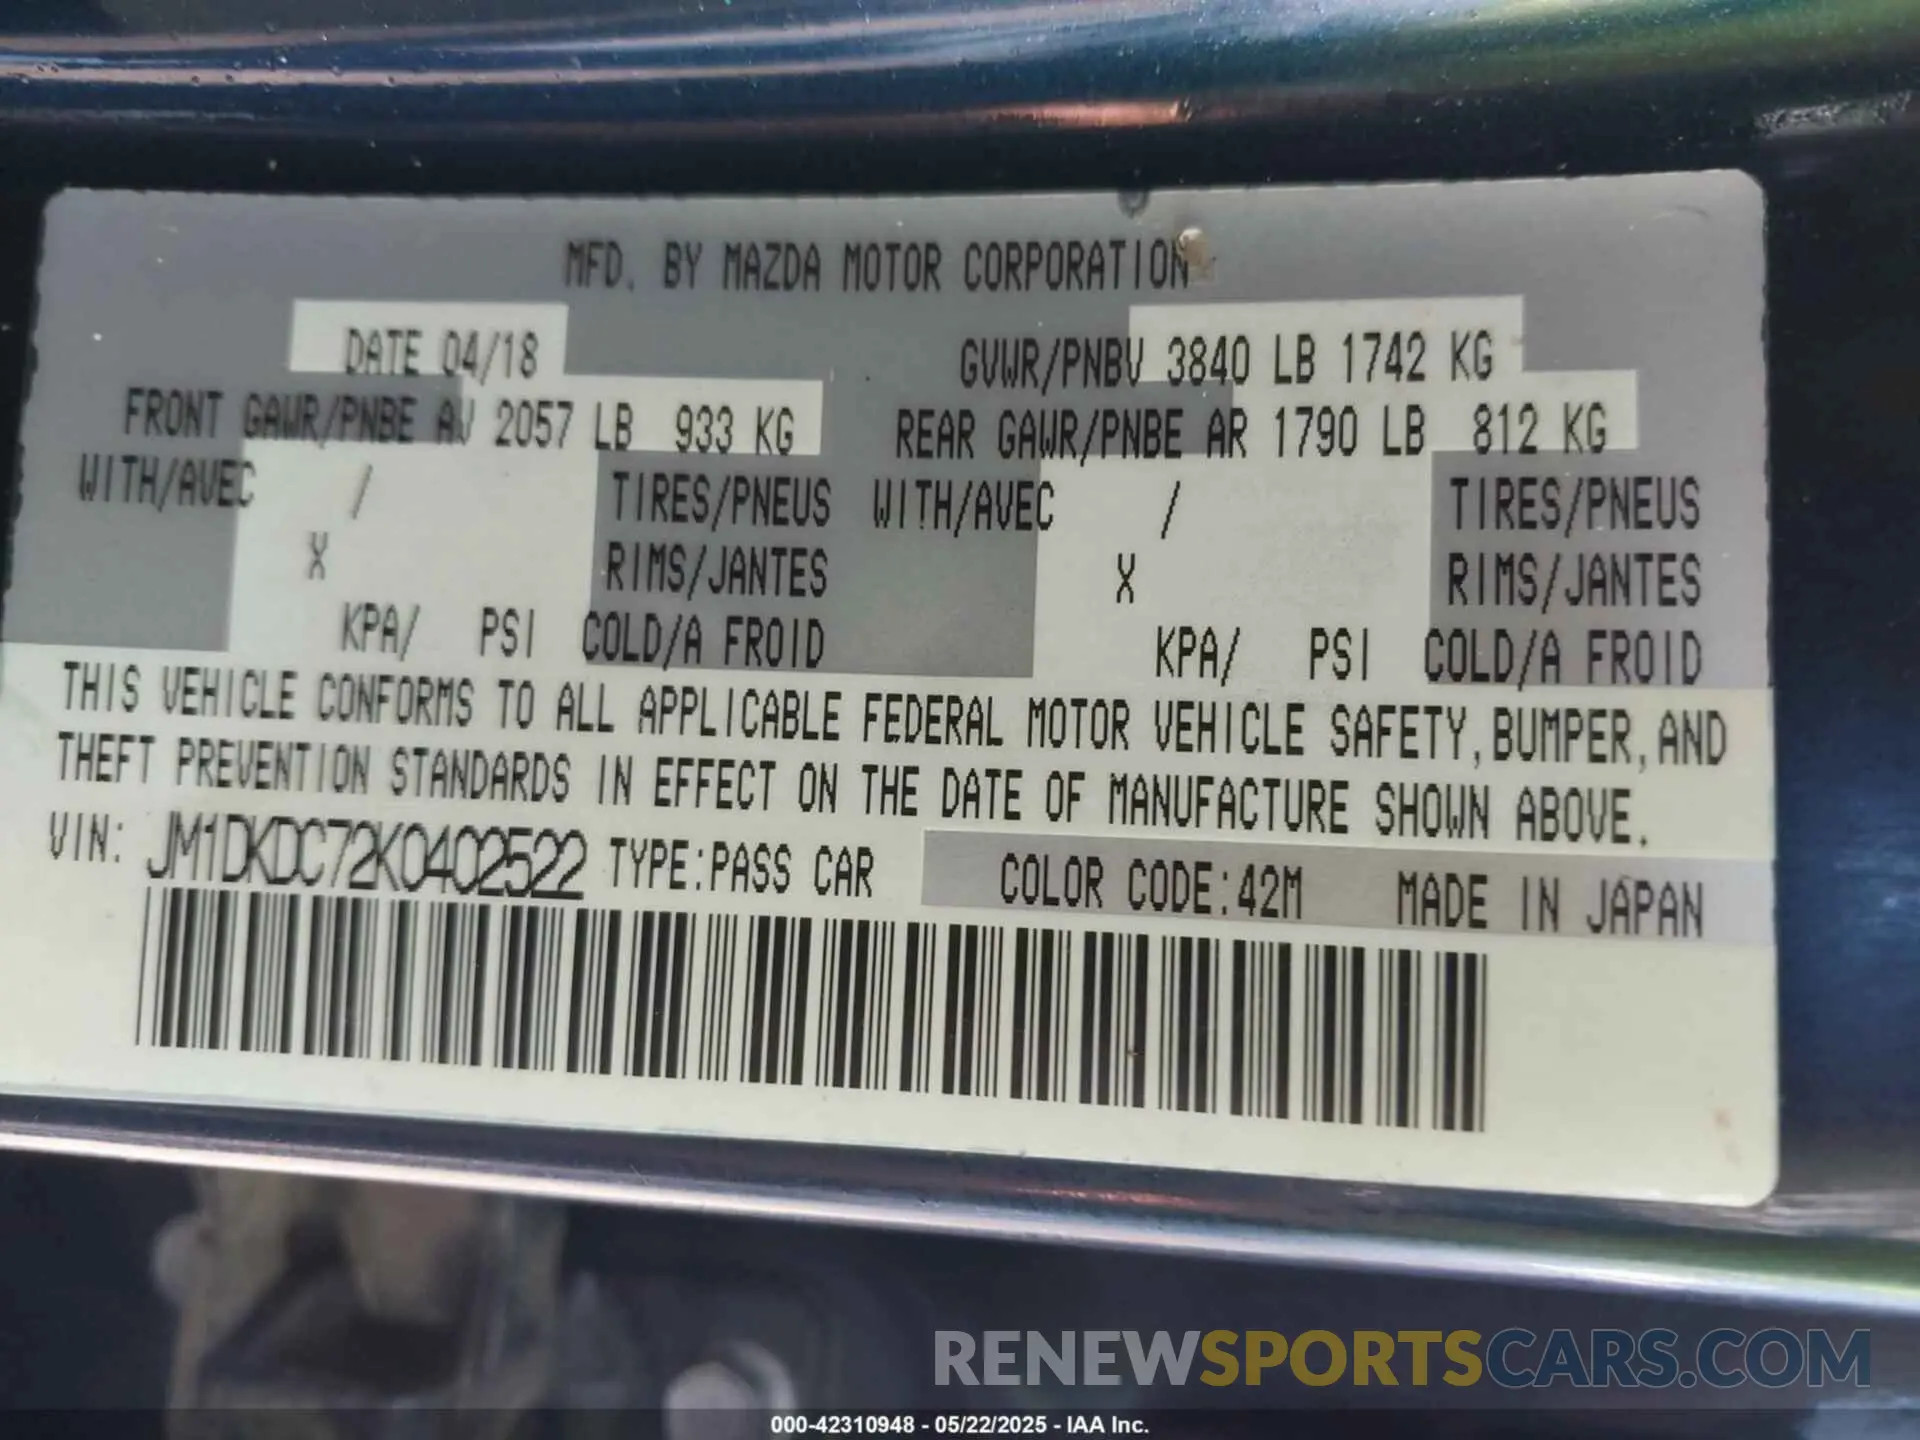 MFD. BY MAZDA MOTOR CORPORATION
DATE 04/18 GVWR/PNBV 3840 LB 1742 KG
FRONT GAWR/PNBE AV 2057 LB 933 KG REAR GAWR/PNBE AR 1790 LB 812 KG
WITH/AVEC / TIRES/PNEUS WITH/AVEC / TIRES/PNEUS
X RIMS/JANTES X RIMS/JANTES
KPA/ PSI COLD/A FROID KPA/ PSI COLD/A FROID
THIS VEHICLE CONFORMS TO ALL APPLICABLE FEDERAL MOTOR VEHICLE SAFETY, BUMPER, AND
THEFT PREVENTION STANDARDS IN EFFECT ON THE DATE OF MANUFACTURE SHOWN ABOVE.
VIN: JM1DKDC72K0402522 TYPE:PASS CAR COLOR CODE:42M MADE IN JAPAN
RENEWSPORTSCARS.COM
000-42310948 - 05/22/2025 - IAA Inc.